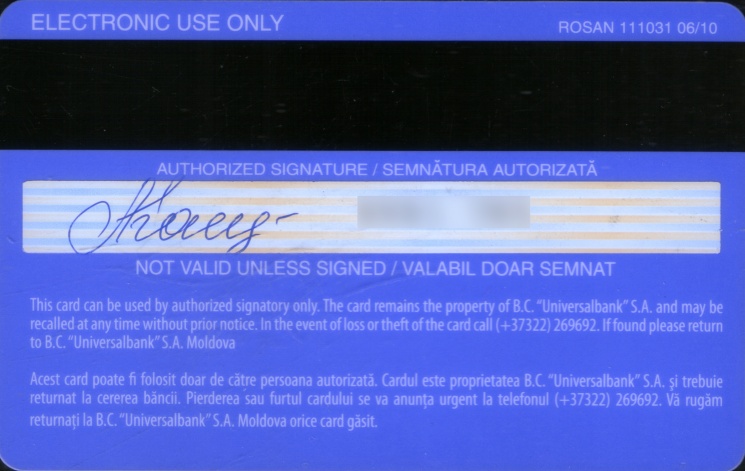 ELECTRONIC USE ONLY
ROSAN 111031 06/10
AUTHORIZED SIGNATURE / SEMNĂTURA AUTORIZATĂ
NOT VALID UNLESS SIGNED / VALABIL DOAR SEMNAT
This card can be used by authorized signatory only. The card remains the property of B.C. “Universalbank” S.A. and may be
recalled at any time without prior notice. In the event of loss or theft of the card call (+37322) 269692. If found please return
to B.C. “Universalbank” S.A. Moldova
Acest card poate fi folosit doar de către persoana autorizată. Cardul este proprietatea B.C. “Universalbank” S.A. şi trebuie
returnat la cererea băncii. Pierderea sau furtul cardului se va anunţa urgent la telefonul (+37322) 269692. Vă rugăm
returnaţi la B.C. “Universalbank” S.A. Moldova orice card găsit.